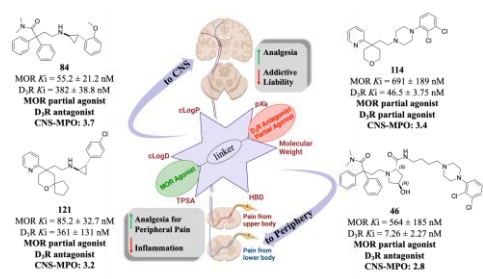 84
MOR Ki = 55.2 ± 21.2 nM
D₃R Ki = 382 ± 38.8 nM
MOR partial agonist
D₃R antagonist
CNS-MPO: 3.7
121
MOR Ki = 85.2 ± 32.7 nM
D₃R Ki = 361 ± 131 nM
MOR partial agonist
D₃R partial agonist
CNS-MPO: 3.2
to CNS
Analgesia
Addictive
Liability
cLogP
pKa
D₃R Antagonist
Partial Agonist
cLogD
linker
Molecular
Weight
MOR Agonist
TPSA
HBD
Analgesia for
Peripheral Pain
Inflammation
Pain from
upper body
Pain from
lower body
to Periphery
114
MOR Ki = 691 ± 189 nM
D₃R Ki = 46.5 ± 3.75 nM
MOR partial agonist
D₃R partial agonist
CNS-MPO: 3.4
46
MOR Ki = 564 ± 185 nM
D₃R Ki = 7.26 ± 2.27 nM
MOR partial agonist
D₃R antagonist
CNS-MPO: 2.8